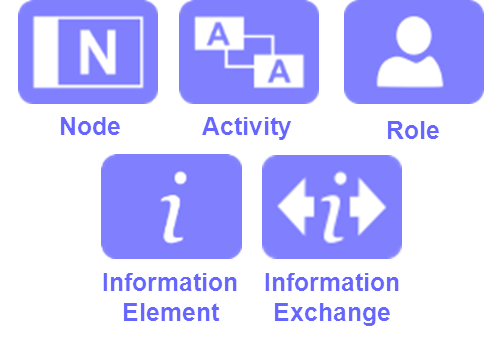 N
A
A
Node
Activity
Role
i
i
Information
Element
Information
Exchange